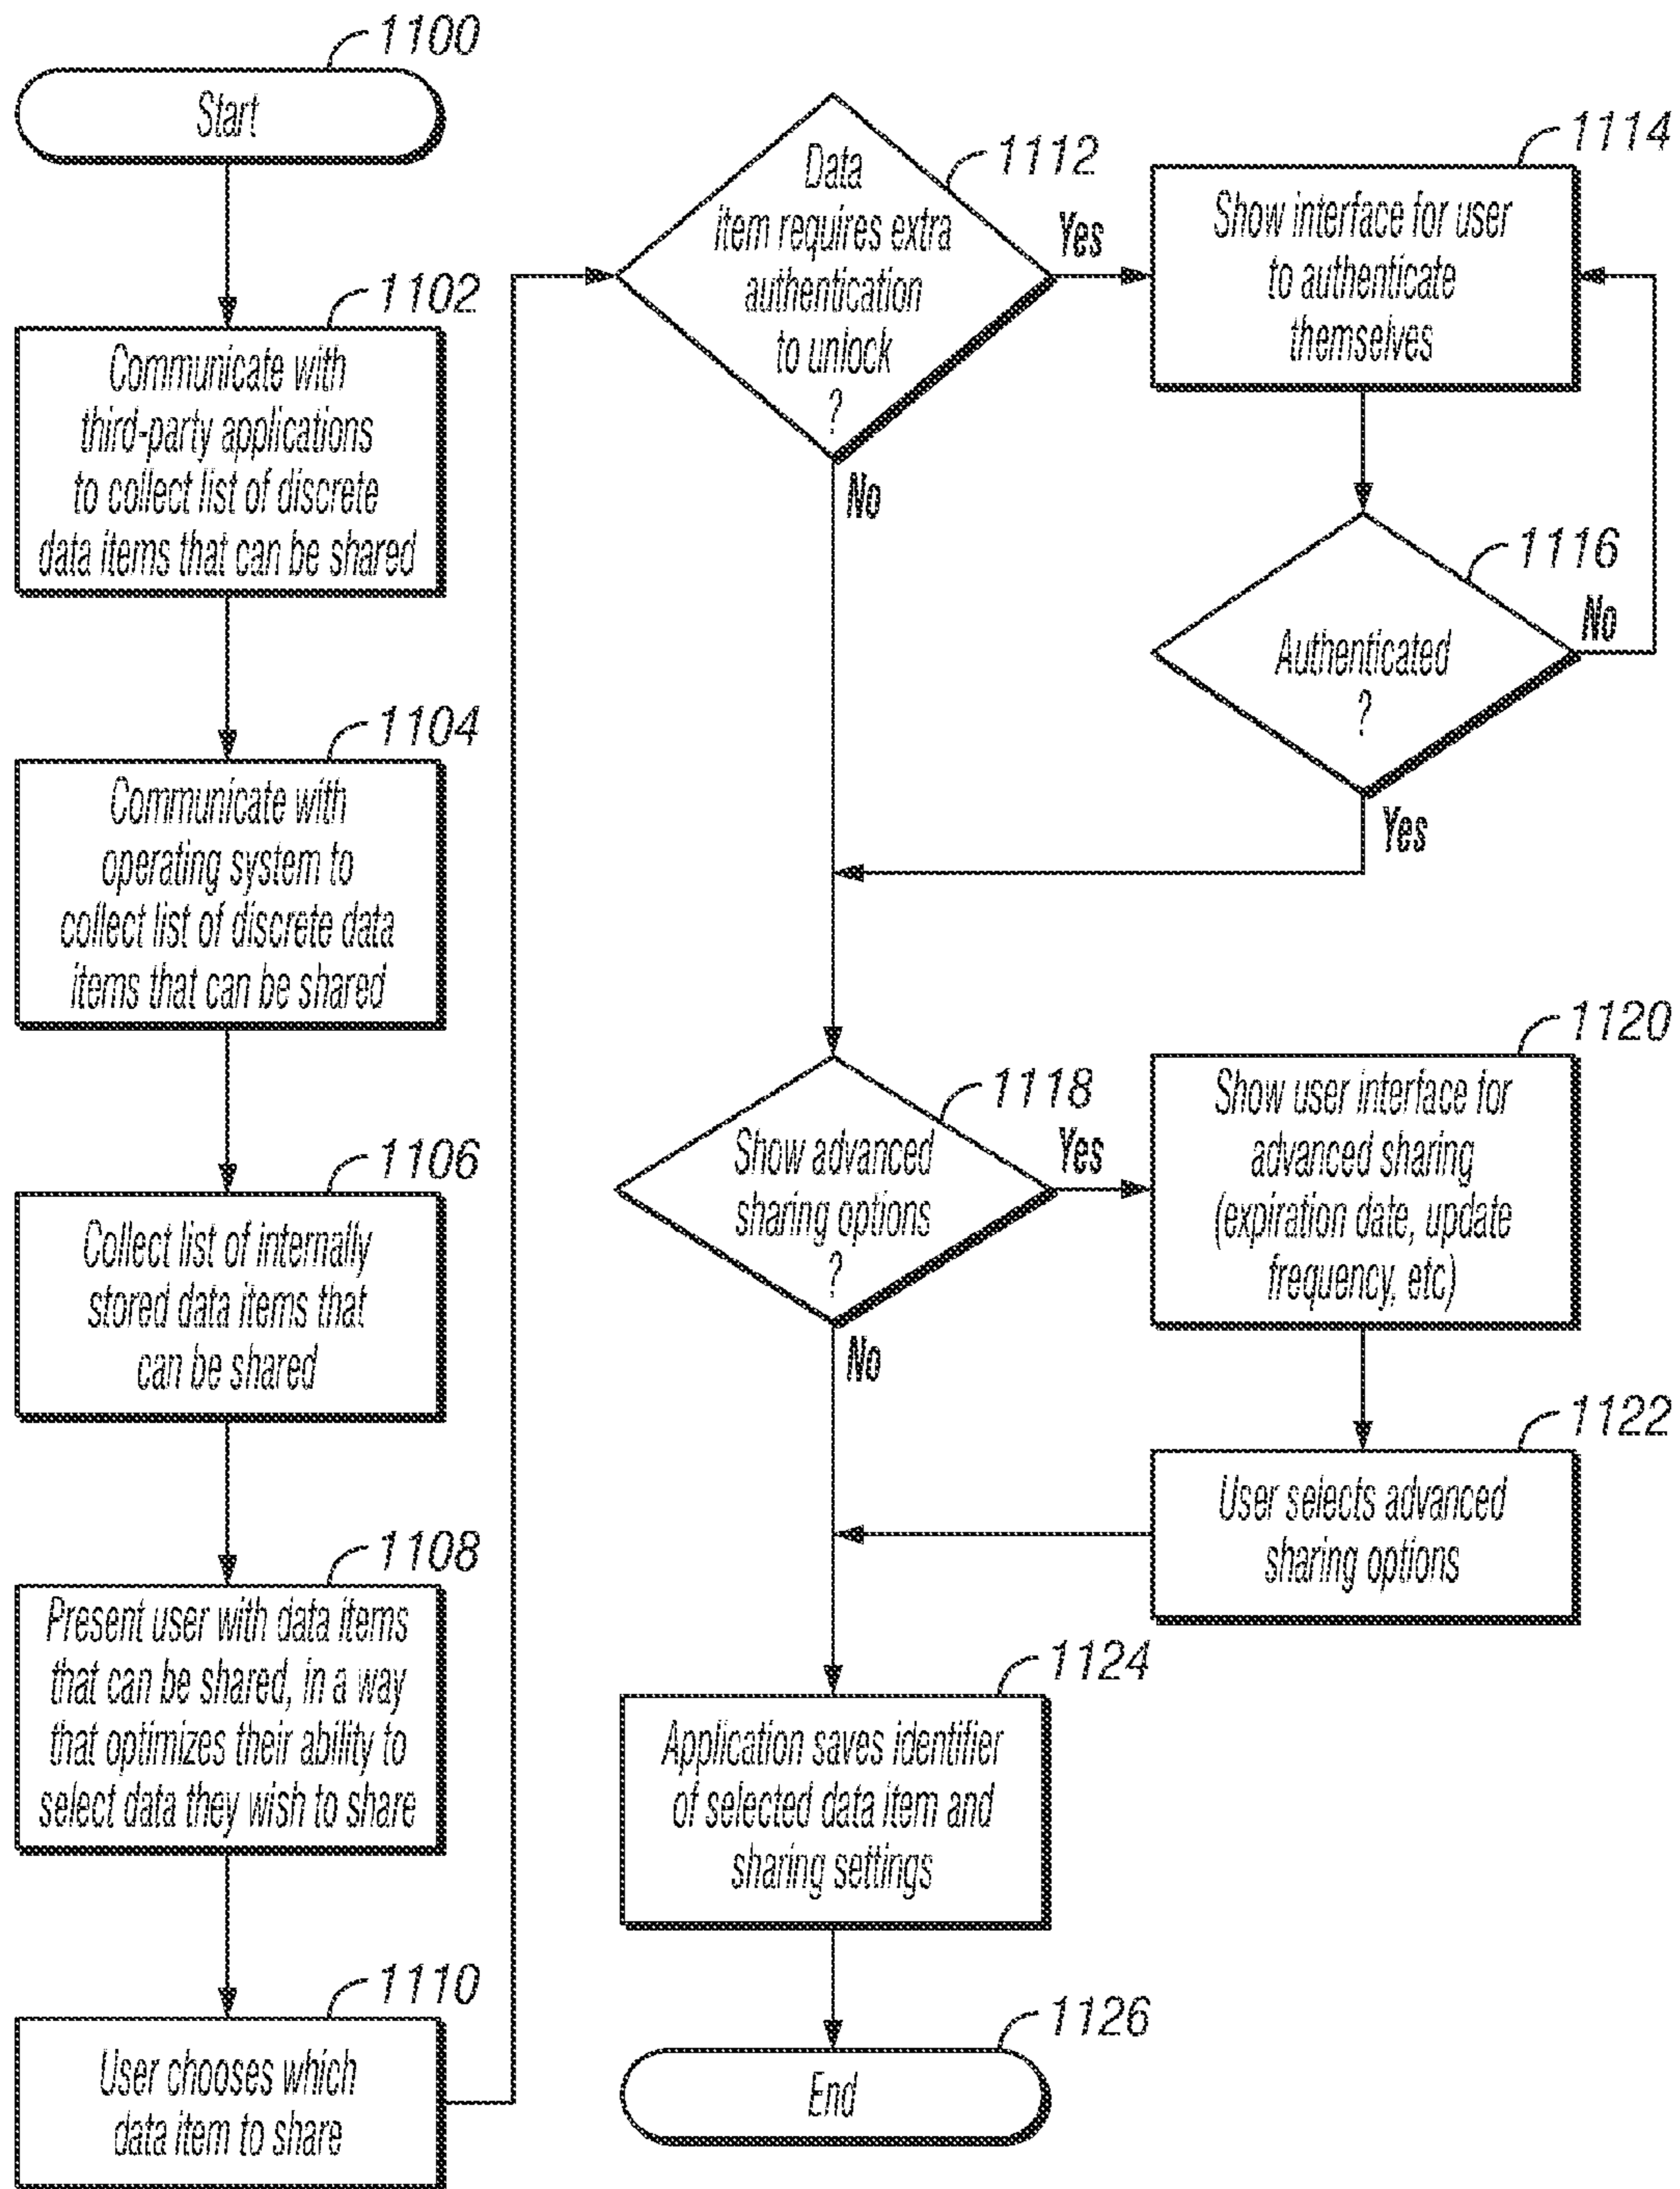 1100
Start
1102
Communicate with
third-party applications
to collect list of discrete
data items that can be shared
1104
Communicate with
operating system to
collect list of discrete data
items that can be shared
1106
Collect list of internally
stored data items that
can be shared
1108
Present user with data items
that can be shared, in a way
that optimizes their ability to
select data they wish to share
1110
User chooses which
data item to share
1112
Data
item requires extra
authentication
to unlock
?
Yes
No
1114
Show interface for user
to authenticate
themselves
1116
Authenticated
?
No
Yes
1118
Show advanced
sharing options
?
Yes
No
1120
Show user interface for
advanced sharing
(expiration date, update
frequency, etc)
1122
User selects advanced
sharing options
1124
Application saves identifier
of selected data item and
sharing settings
1126
End